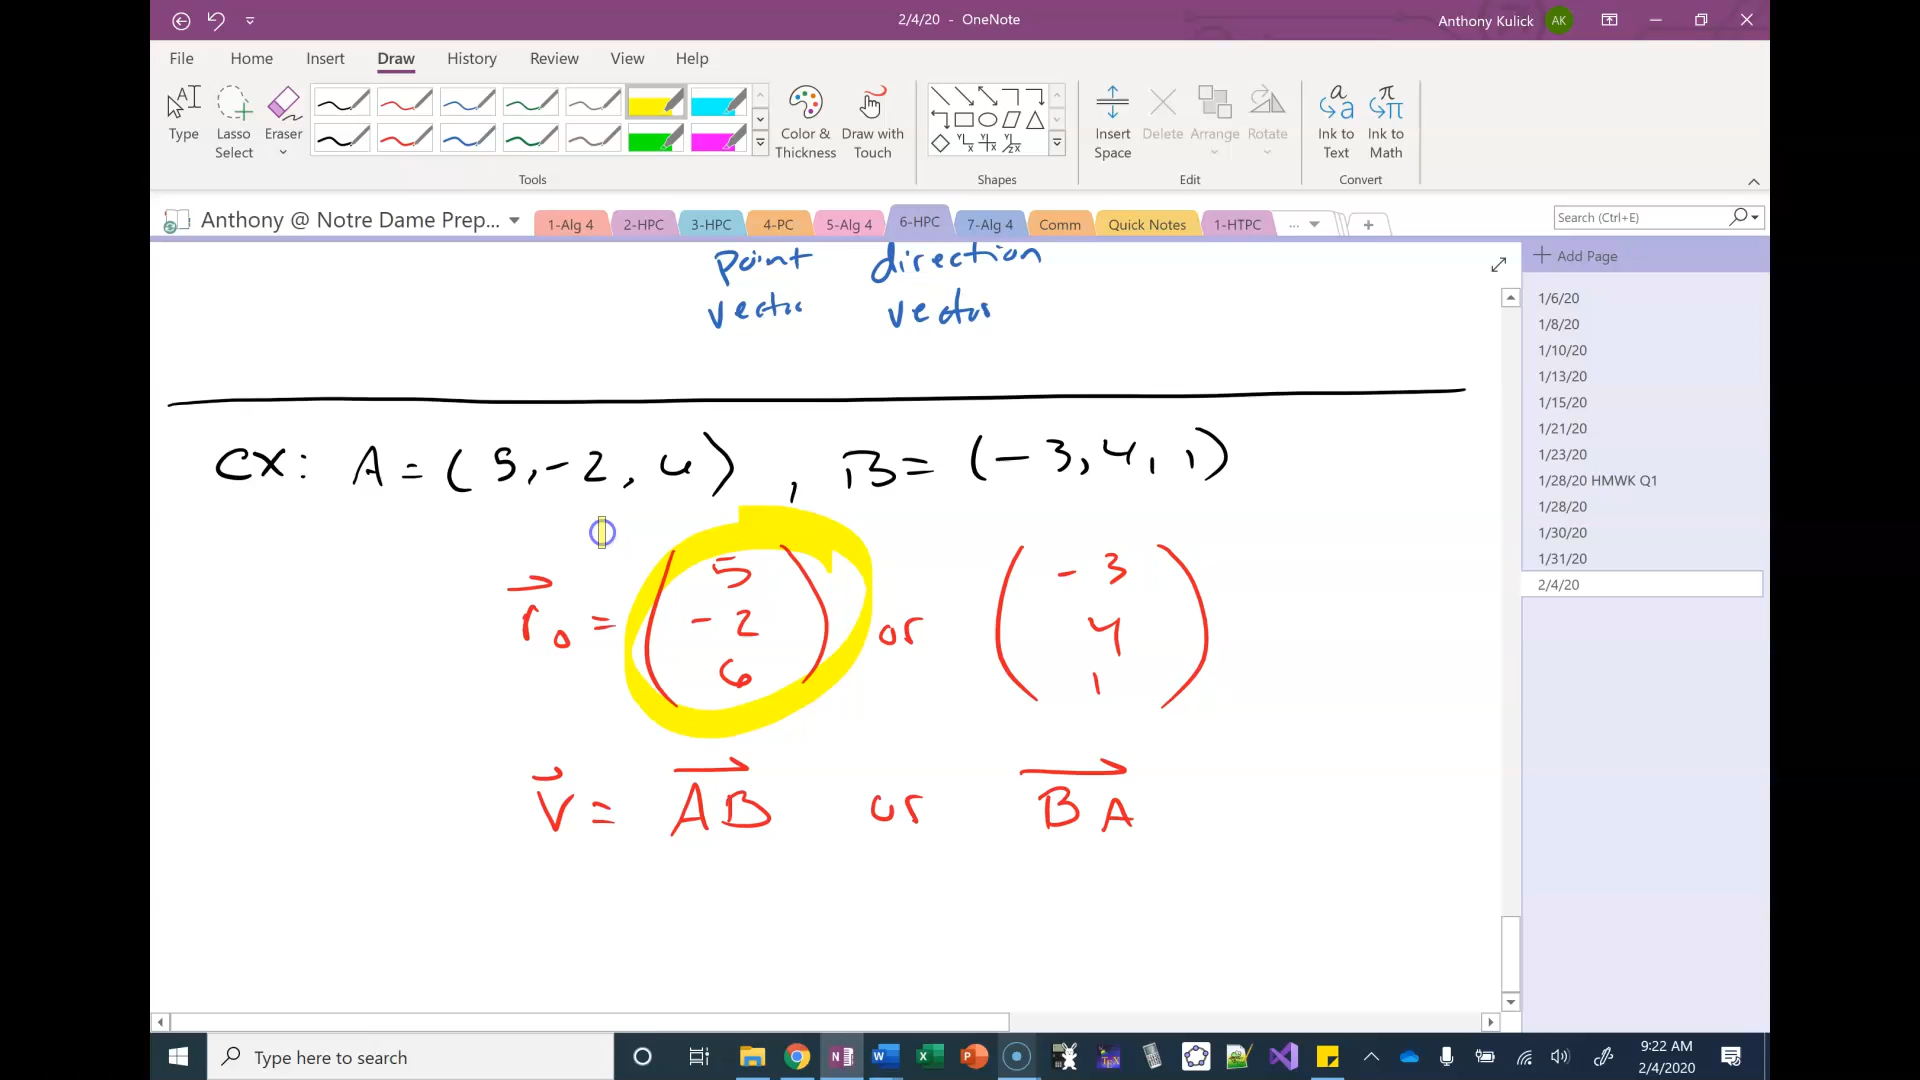 2/4/20 - OneNote
Anthony Kulick AK
File Home Insert Draw History Review View Help
Type
Lasso Select
Eraser
Color & Thickness
Draw with Touch
Insert Space
Delete
Arrange
Rotate
Ink to Text
Ink to Math
Tools Shapes Edit Convert
Anthony @ Notre Dame Prep...
1-Alg 4 2-HPC 3-HPC 4-PC 5-Alg 4 6-HPC 7-Alg 4 Comm Quick Notes 1-HTPC ...
Search (Ctrl+E)
Add Page
1/6/20
1/8/20
1/10/20
1/13/20
1/15/20
1/21/20
1/23/20
1/28/20 HMWK Q1
1/28/20
1/30/20
1/31/20
2/4/20
point direction
vector vector
ex: A = (5, -2, 6), B = (-3, 4, 1)
r₀ = (5 -2 6) or (-3 4 1)
v = AB or BA
Type here to search
9:22 AM
2/4/2020